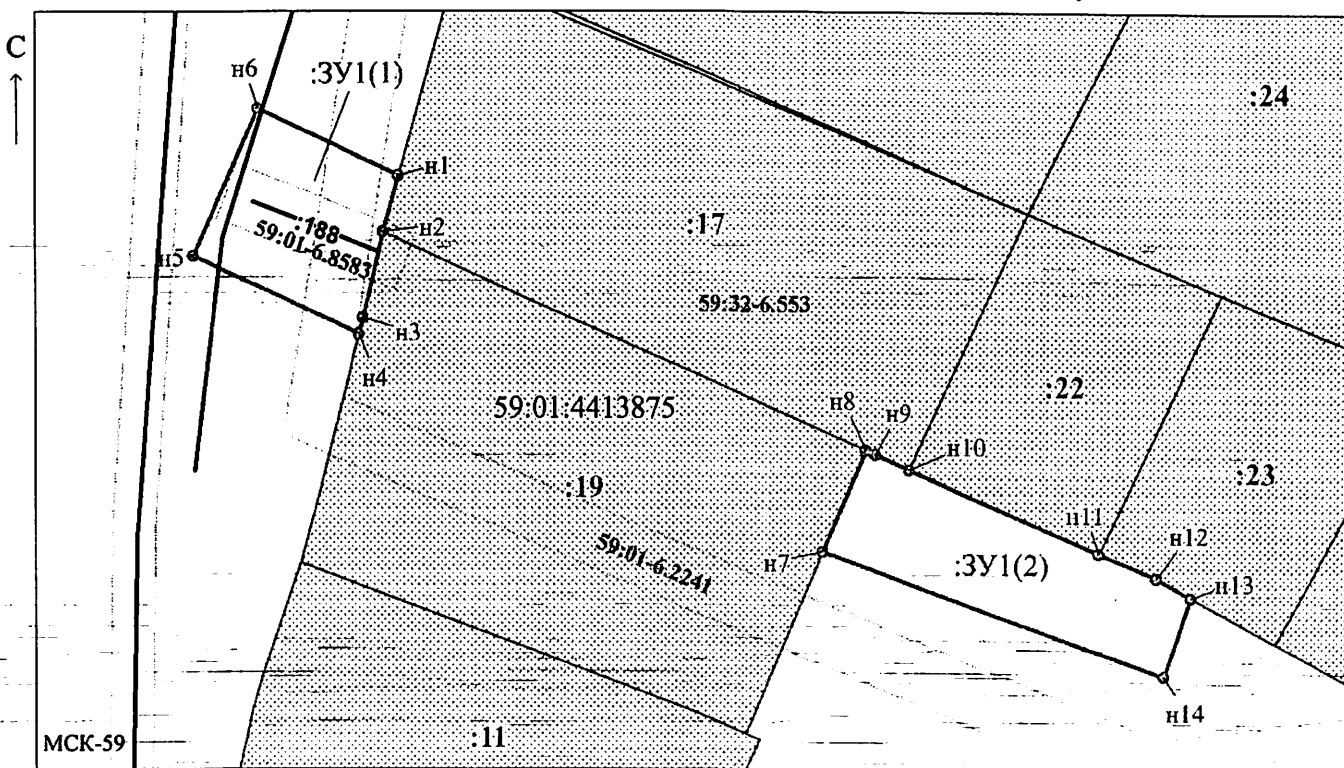 С
н6
:ЗУ1(1)
:24
н1
:17
:188
н2
59:01-6.8583
н5
59:32-6.553
н3
н4
:22
59:01:4413875
н8
н9
н10
:19
:23
н11
59:01-6.2241
н7
:ЗУ1(2)
н12
н13
н14
МСК-59
:11